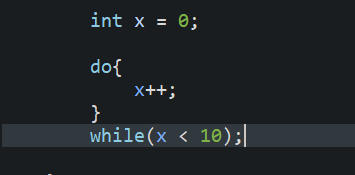 int x = 0;
do{
x++;
}
while(x < 10);